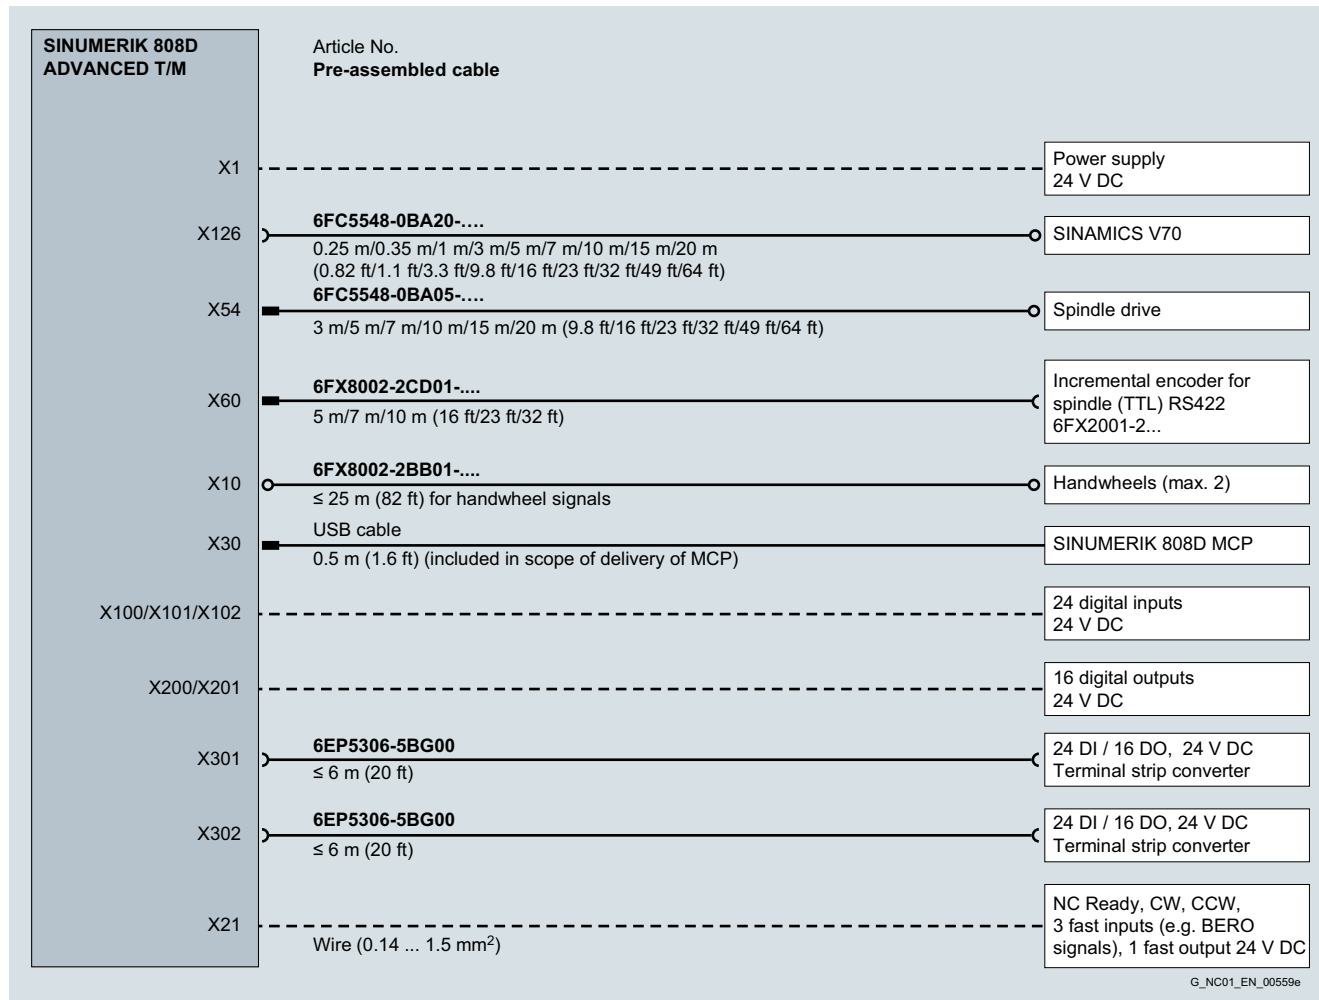 SINUMERIK 808D
ADVANCED T/M
Article No.
Pre-assembled cable
X1
Power supply
24 V DC
X126
6FC5548-0BA20-....
0.25 m/0.35 m/1 m/3 m/5 m/7 m/10 m/15 m/20 m
(0.82 ft/1.1 ft/3.3 ft/9.8 ft/16 ft/23 ft/32 ft/49 ft/64 ft)
SINAMICS V70
X54
6FC5548-0BA05-....
3 m/5 m/7 m/10 m/15 m/20 m (9.8 ft/16 ft/23 ft/32 ft/49 ft/64 ft)
Spindle drive
X60
6FX8002-2CD01-....
5 m/7 m/10 m (16 ft/23 ft/32 ft)
Incremental encoder for
spindle (TTL) RS422
6FX2001-2...
X10
6FX8002-2BB01-....
≤ 25 m (82 ft) for handwheel signals
Handwheels (max. 2)
X30
USB cable
0.5 m (1.6 ft) (included in scope of delivery of MCP)
SINUMERIK 808D MCP
X100/X101/X102
24 digital inputs
24 V DC
X200/X201
16 digital outputs
24 V DC
X301
6EP5306-5BG00
≤ 6 m (20 ft)
24 DI / 16 DO, 24 V DC
Terminal strip converter
X302
6EP5306-5BG00
≤ 6 m (20 ft)
24 DI / 16 DO, 24 V DC
Terminal strip converter
X21
Wire (0.14 ... 1.5 mm²)
NC Ready, CW, CCW,
3 fast inputs (e.g. BERO
signals), 1 fast output 24 V DC
G_NC01_EN_00559e